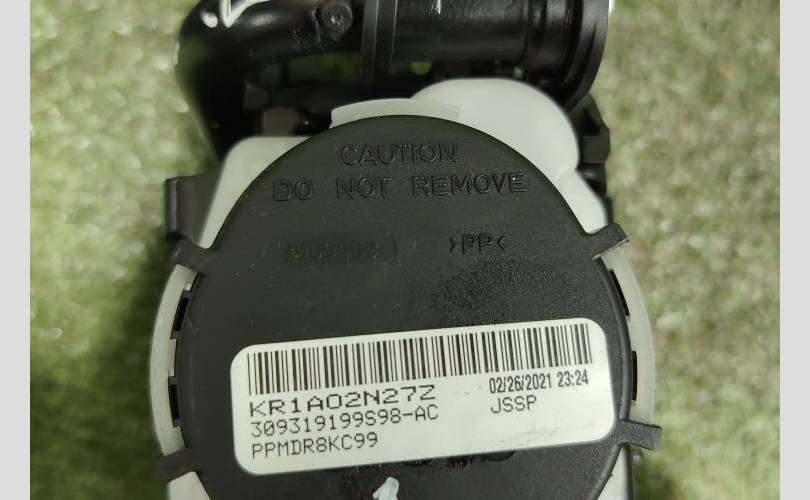 CAUTION
DO NOT REMOVE
>PP<
02/26/2021 23:24
KR1A02N27Z
JSSP
309319199S98-AC
PPMDR8KC99